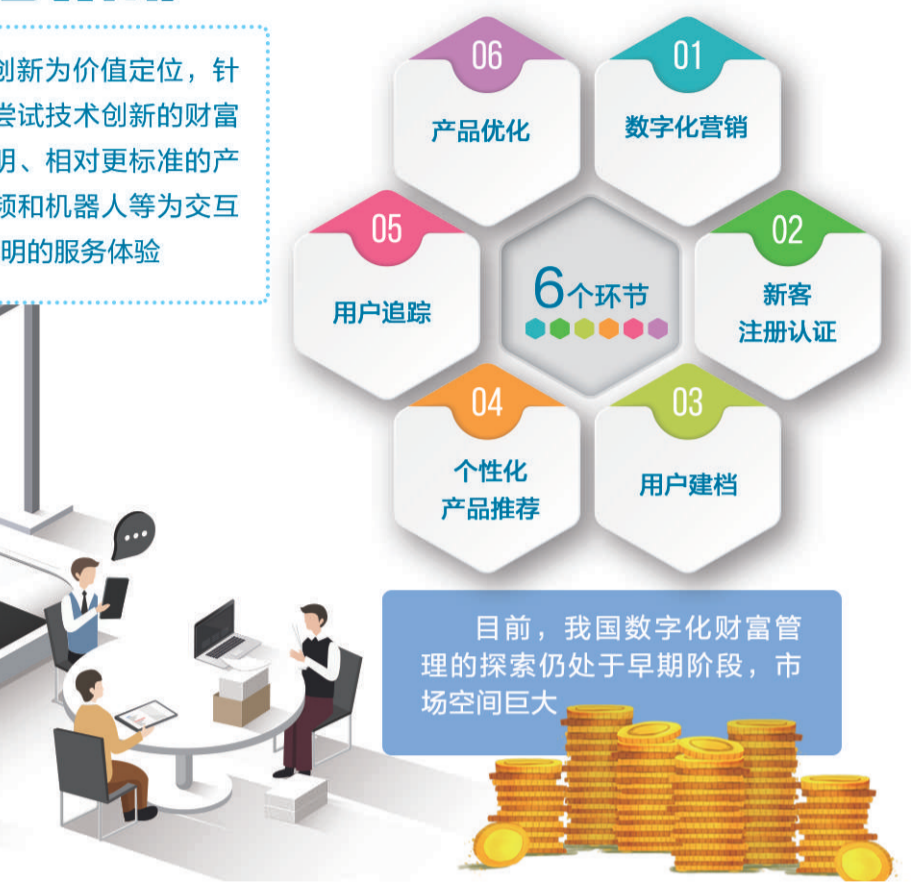 创新为价值定位，针
尝试技术创新的财富
明、相对更标准的产
频和机器人等为交互
明的服务体验
06
产品优化
01
数字化营销
05
用户追踪
6个环节
02
新客
注册认证
04
个性化
产品推荐
03
用户建档
目前，我国数字化财富管
理的探索仍处于早期阶段，市
场空间巨大